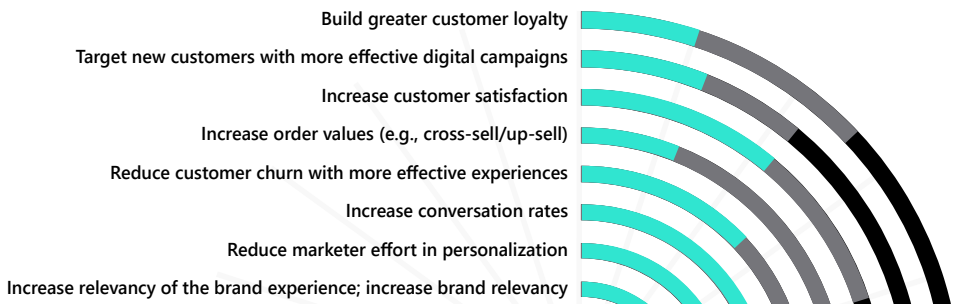 Build greater customer loyalty
Target new customers with more effective digital campaigns
Increase customer satisfaction
Increase order values (e.g., cross-sell/up-sell)
Reduce customer churn with more effective experiences
Increase conversation rates
Reduce marketer effort in personalization
Increase relevancy of the brand experience; increase brand relevancy